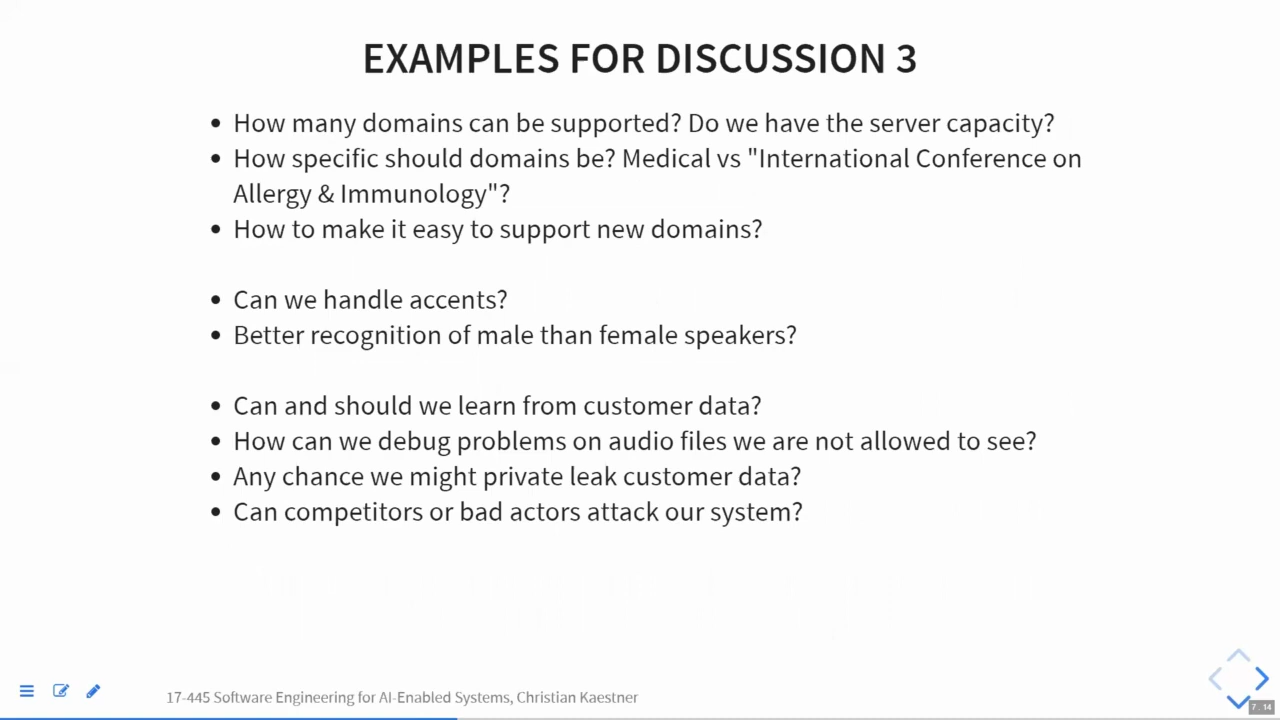 EXAMPLES FOR DISCUSSION 3
• How many domains can be supported? Do we have the server capacity?
• How specific should domains be? Medical vs "International Conference on
Allergy & Immunology"?
• How to make it easy to support new domains?
• Can we handle accents?
• Better recognition of male than female speakers?
• Can and should we learn from customer data?
• How can we debug problems on audio files we are not allowed to see?
• Any chance we might private leak customer data?
• Can competitors or bad actors attack our system?
17-445 Software Engineering for AI-Enabled Systems, Christian Kaestner
7 . 14